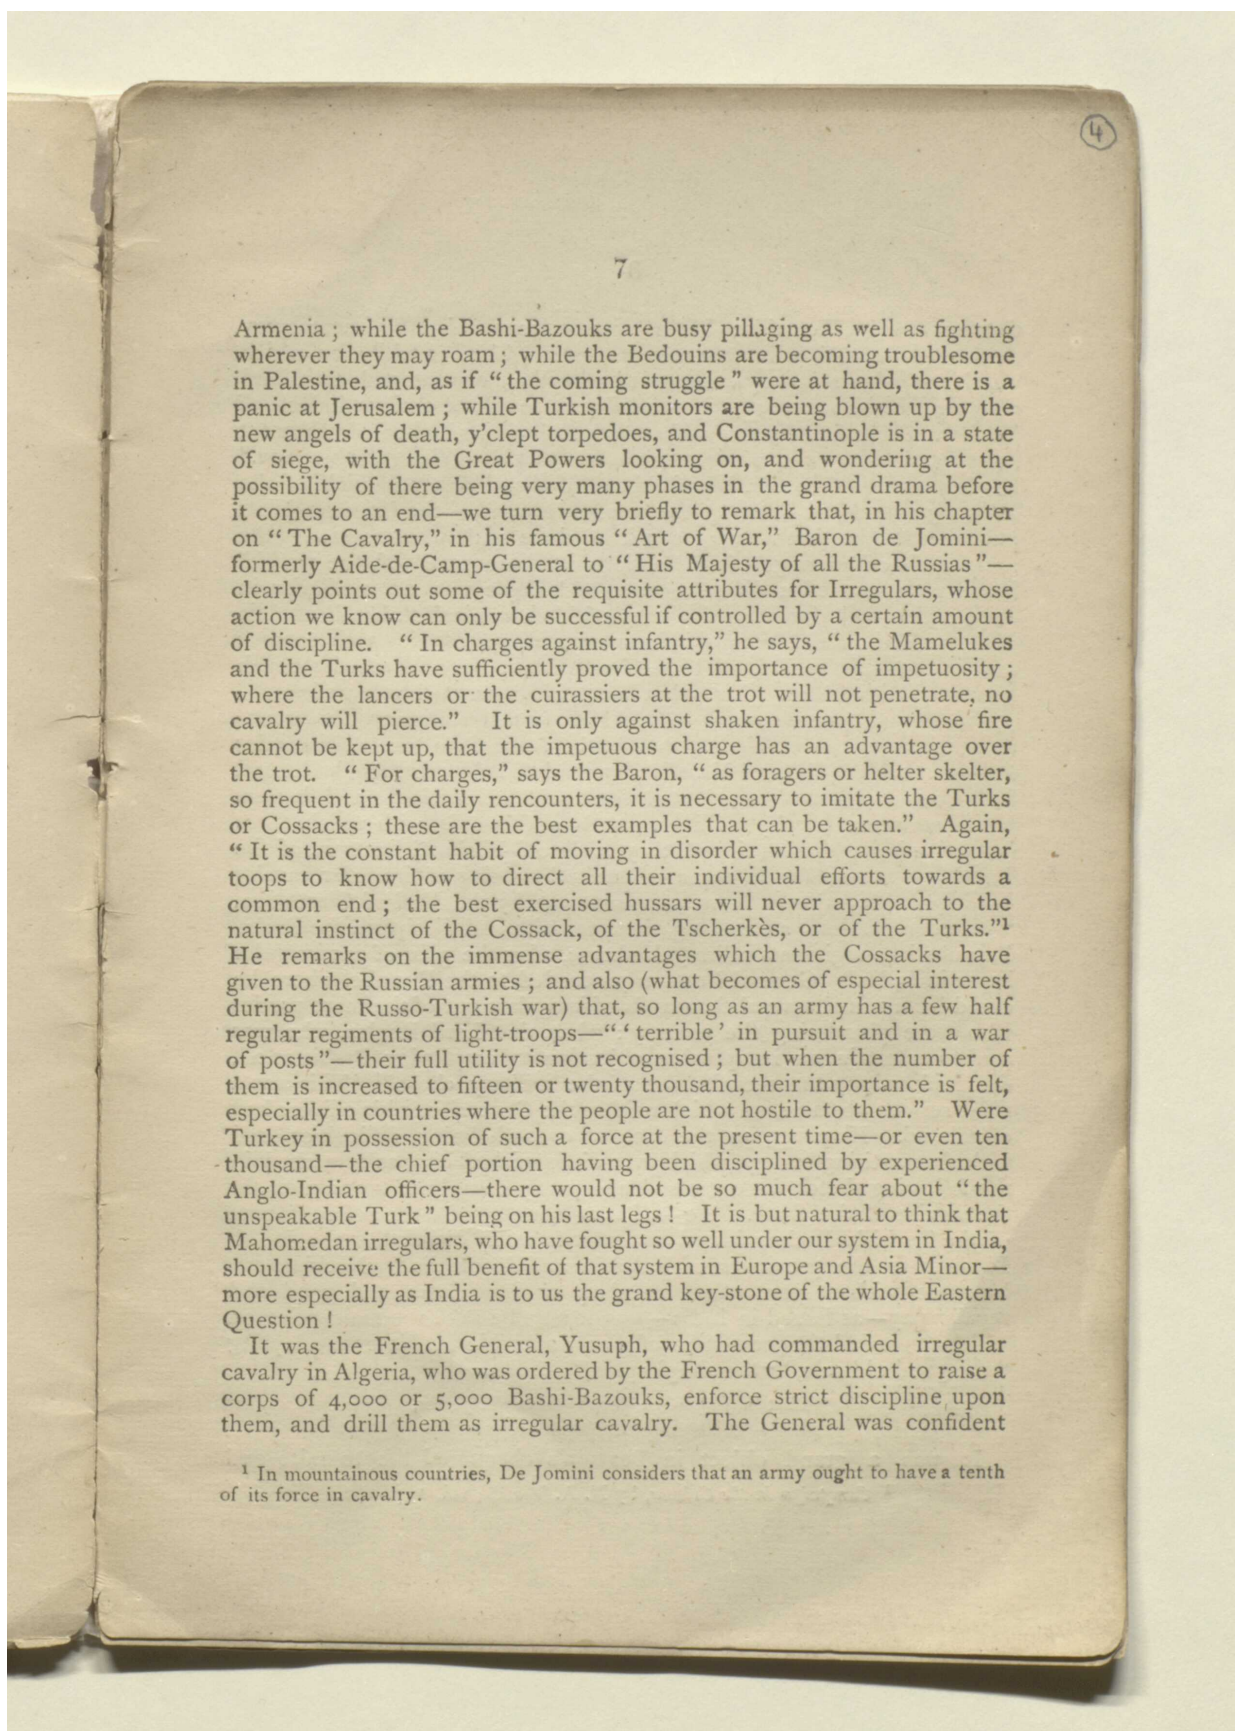 4
7
Armenia ; while the Bashi-Bazouks are busy pillaging as well as fighting
wherever they may roam ; while the Bedouins are becoming troublesome
in Palestine, and, as if “ the coming struggle ” were at hand, there is a
panic at Jerusalem ; while Turkish monitors are being blown up by the
new angels of death, y'clept torpedoes, and Constantinople is in a state
of siege, with the Great Powers looking on, and wondering at the
possibility of there being very many phases in the grand drama before
it comes to an end—we turn very briefly to remark that, in his chapter
on “ The Cavalry,” in his famous “ Art of War,” Baron de Jomini—
formerly Aide-de-Camp-General to “ His Majesty of all the Russias ”—
clearly points out some of the requisite attributes for Irregulars, whose
action we know can only be successful if controlled by a certain amount
of discipline. “ In charges against infantry,” he says, “ the Mamelukes
and the Turks have sufficiently proved the importance of impetuosity ;
where the lancers or the cuirassiers at the trot will not penetrate, no
cavalry will pierce.” It is only against shaken infantry, whose fire
cannot be kept up, that the impetuous charge has an advantage over
the trot. “ For charges,” says the Baron, “ as foragers or helter skelter,
so frequent in the daily rencounters, it is necessary to imitate the Turks
or Cossacks ; these are the best examples that can be taken.” Again,
“ It is the constant habit of moving in disorder which causes irregular
toops to know how to direct all their individual efforts towards a
common end ; the best exercised hussars will never approach to the
natural instinct of the Cossack, of the Tscherkès, or of the Turks.”¹
He remarks on the immense advantages which the Cossacks have
given to the Russian armies ; and also (what becomes of especial interest
during the Russo-Turkish war) that, so long as an army has a few half
regular regiments of light-troops—“ ‘ terrible ’ in pursuit and in a war
of posts ”—their full utility is not recognised ; but when the number of
them is increased to fifteen or twenty thousand, their importance is felt,
especially in countries where the people are not hostile to them.” Were
Turkey in possession of such a force at the present time—or even ten
thousand—the chief portion having been disciplined by experienced
Anglo-Indian officers—there would not be so much fear about “ the
unspeakable Turk ” being on his last legs ! It is but natural to think that
Mahomedan irregulars, who have fought so well under our system in India,
should receive the full benefit of that system in Europe and Asia Minor—
more especially as India is to us the grand key-stone of the whole Eastern
Question !
It was the French General, Yusuph, who had commanded irregular
cavalry in Algeria, who was ordered by the French Government to raise a
corps of 4,000 or 5,000 Bashi-Bazouks, enforce strict discipline upon
them, and drill them as irregular cavalry. The General was confident
¹ In mountainous countries, De Jomini considers that an army ought to have a tenth
of its force in cavalry.